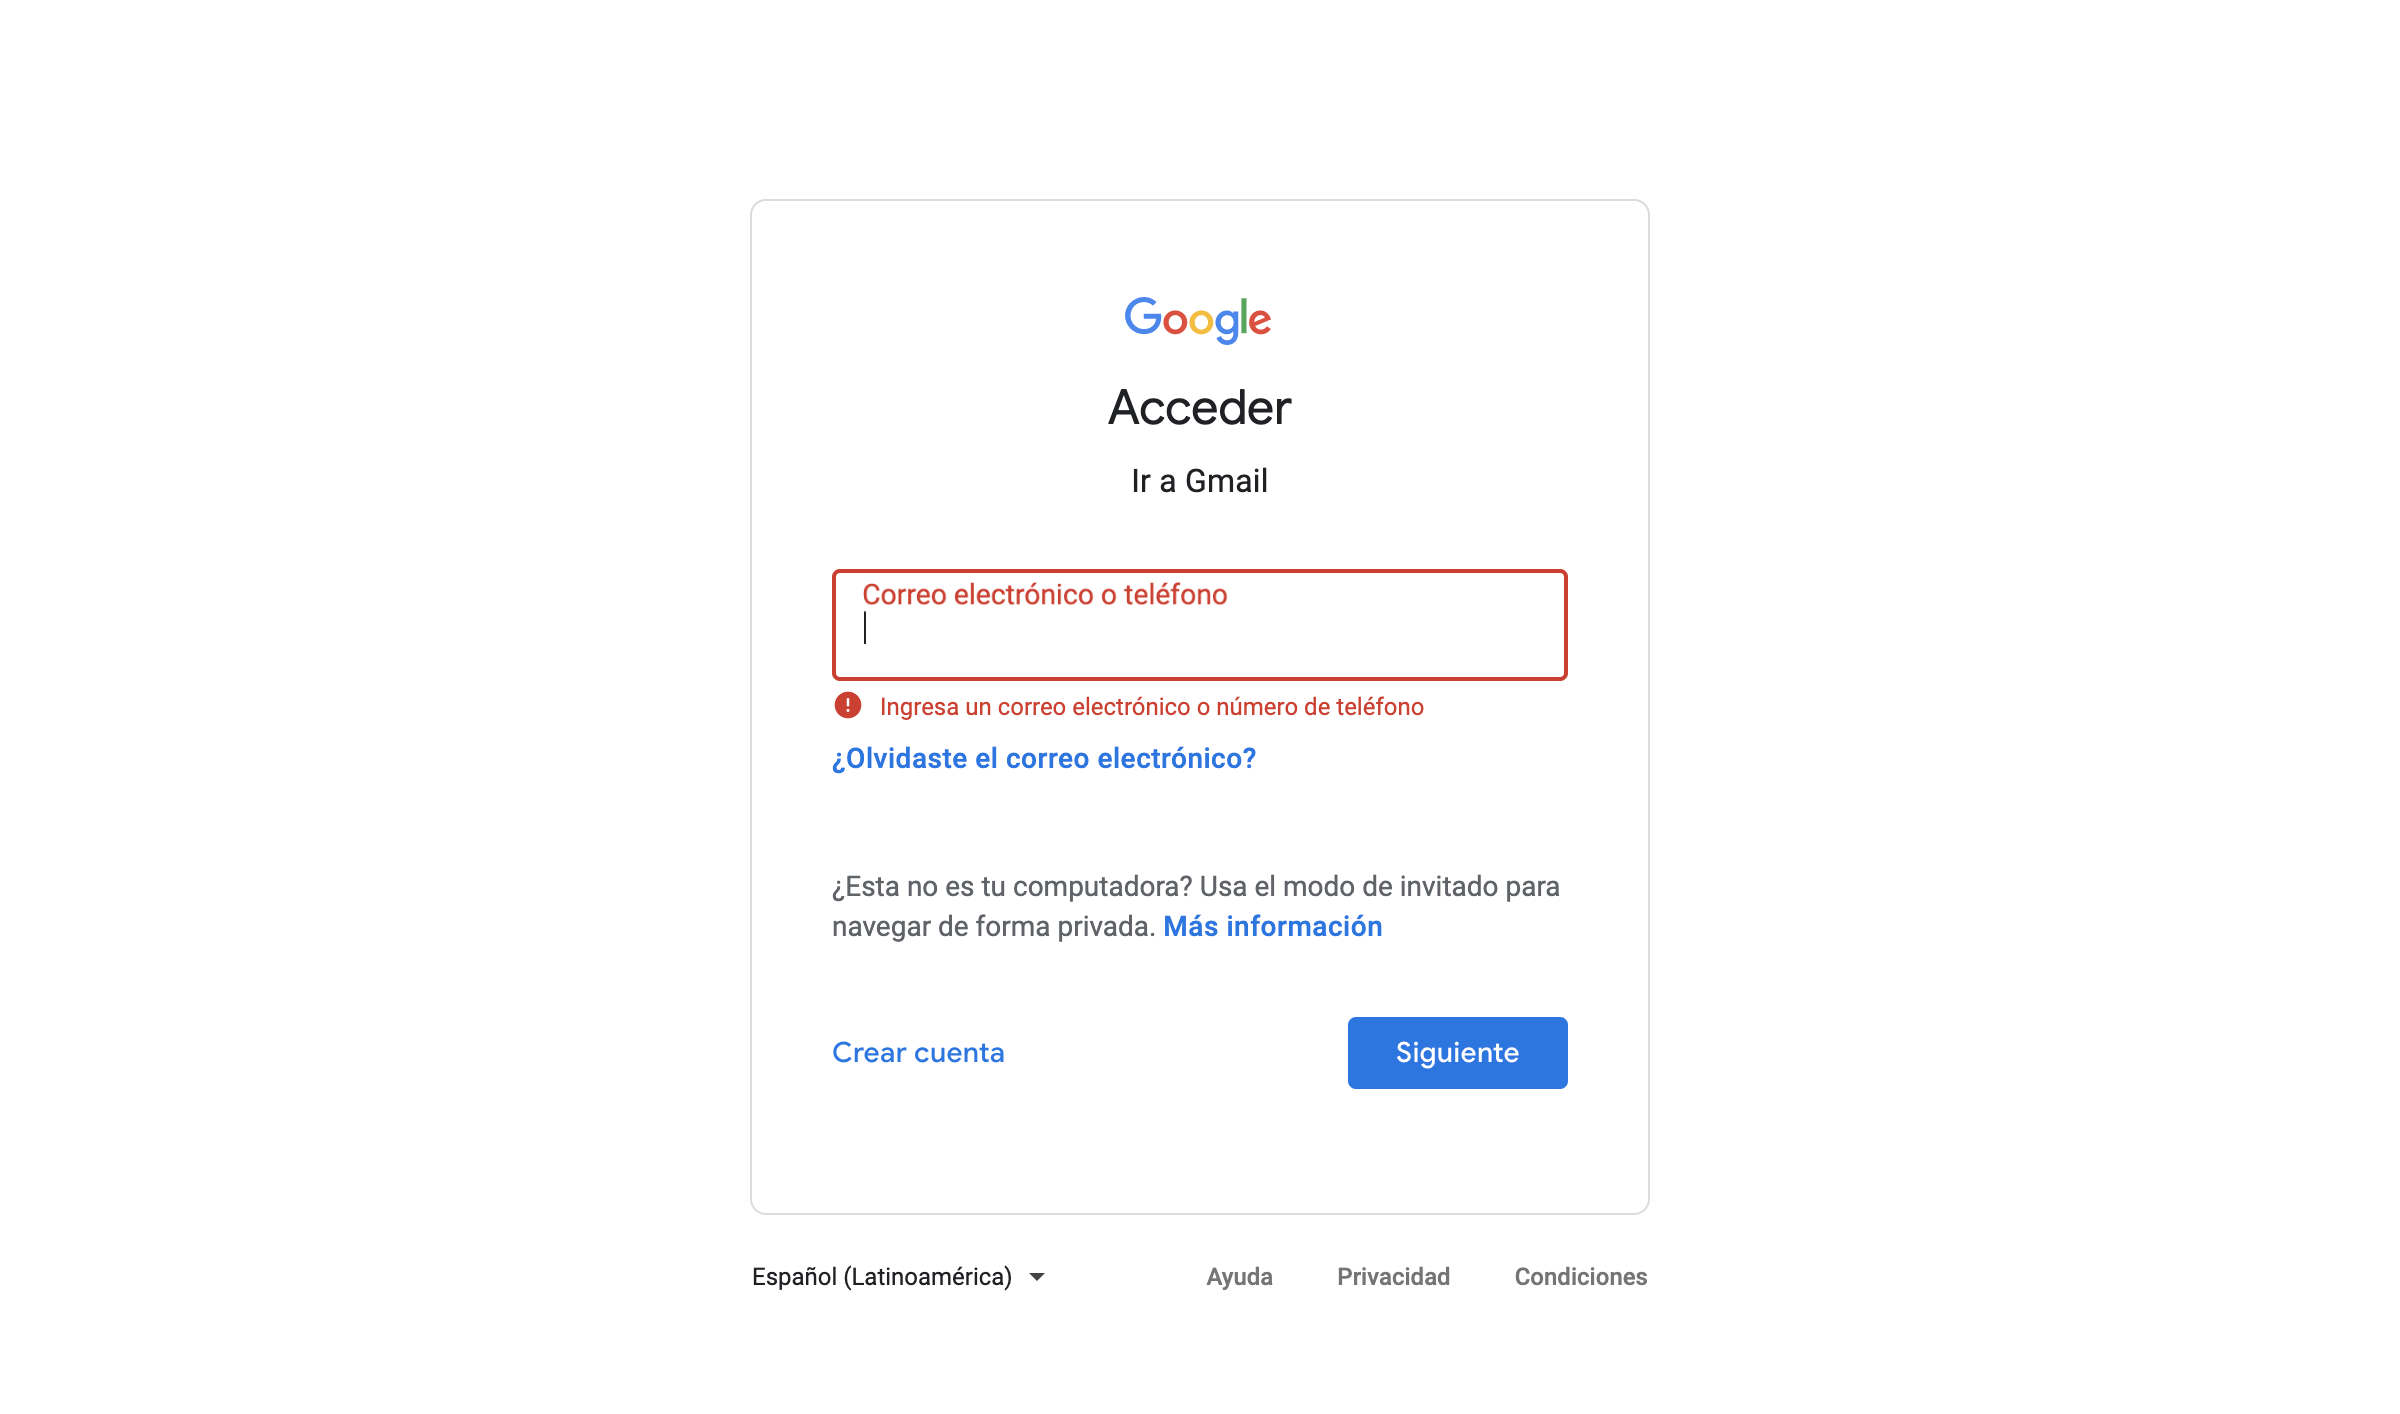 Google
Acceder
Ir a Gmail
Correo electrónico o teléfono
Ingresa un correo electrónico o número de teléfono
¿Olvidaste el correo electrónico?
¿Esta no es tu computadora? Usa el modo de invitado para
navegar de forma privada. Más información
Crear cuenta
Siguiente
Español (Latinoamérica)
Ayuda
Privacidad
Condiciones